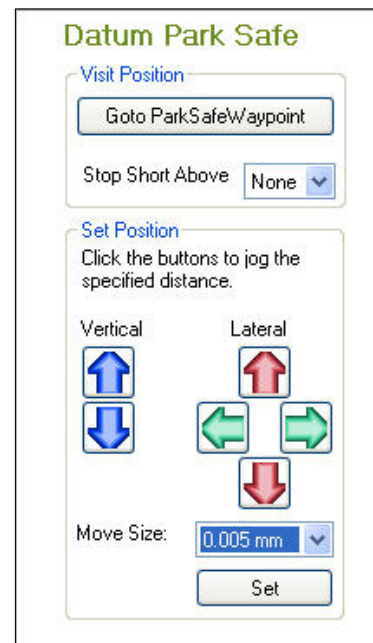 Datum Park Safe
Visit Position
Goto ParkSafeWaypoint
Stop Short Above None
Set Position
Click the buttons to jog the
specified distance.
Vertical Lateral
Move Size: 0.005 mm
Set